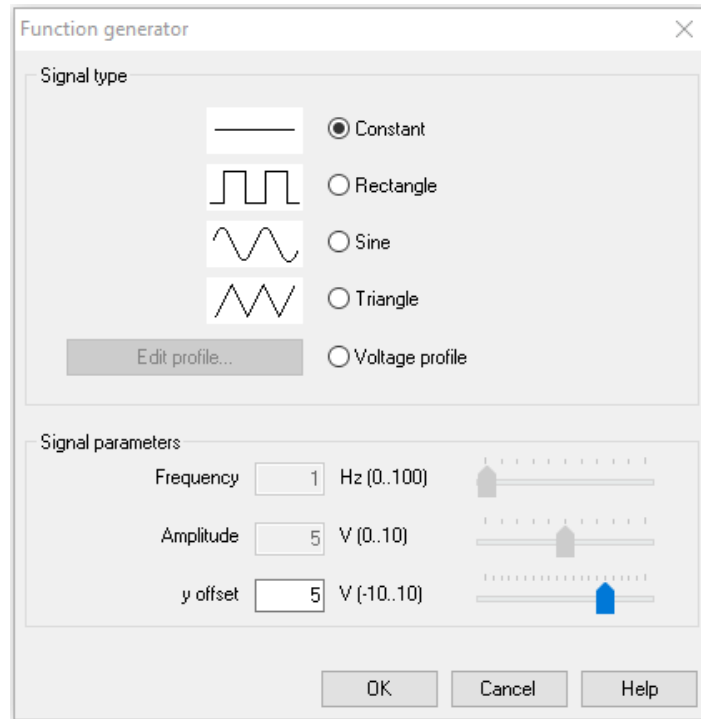 Function generator
Signal type
Constant
Rectangle
Sine
Triangle
Edit profile... Voltage profile
Signal parameters
Frequency 1 Hz (0..100)
Amplitude 5 V (0..10)
y offset 5 V (-10..10)
OK Cancel Help